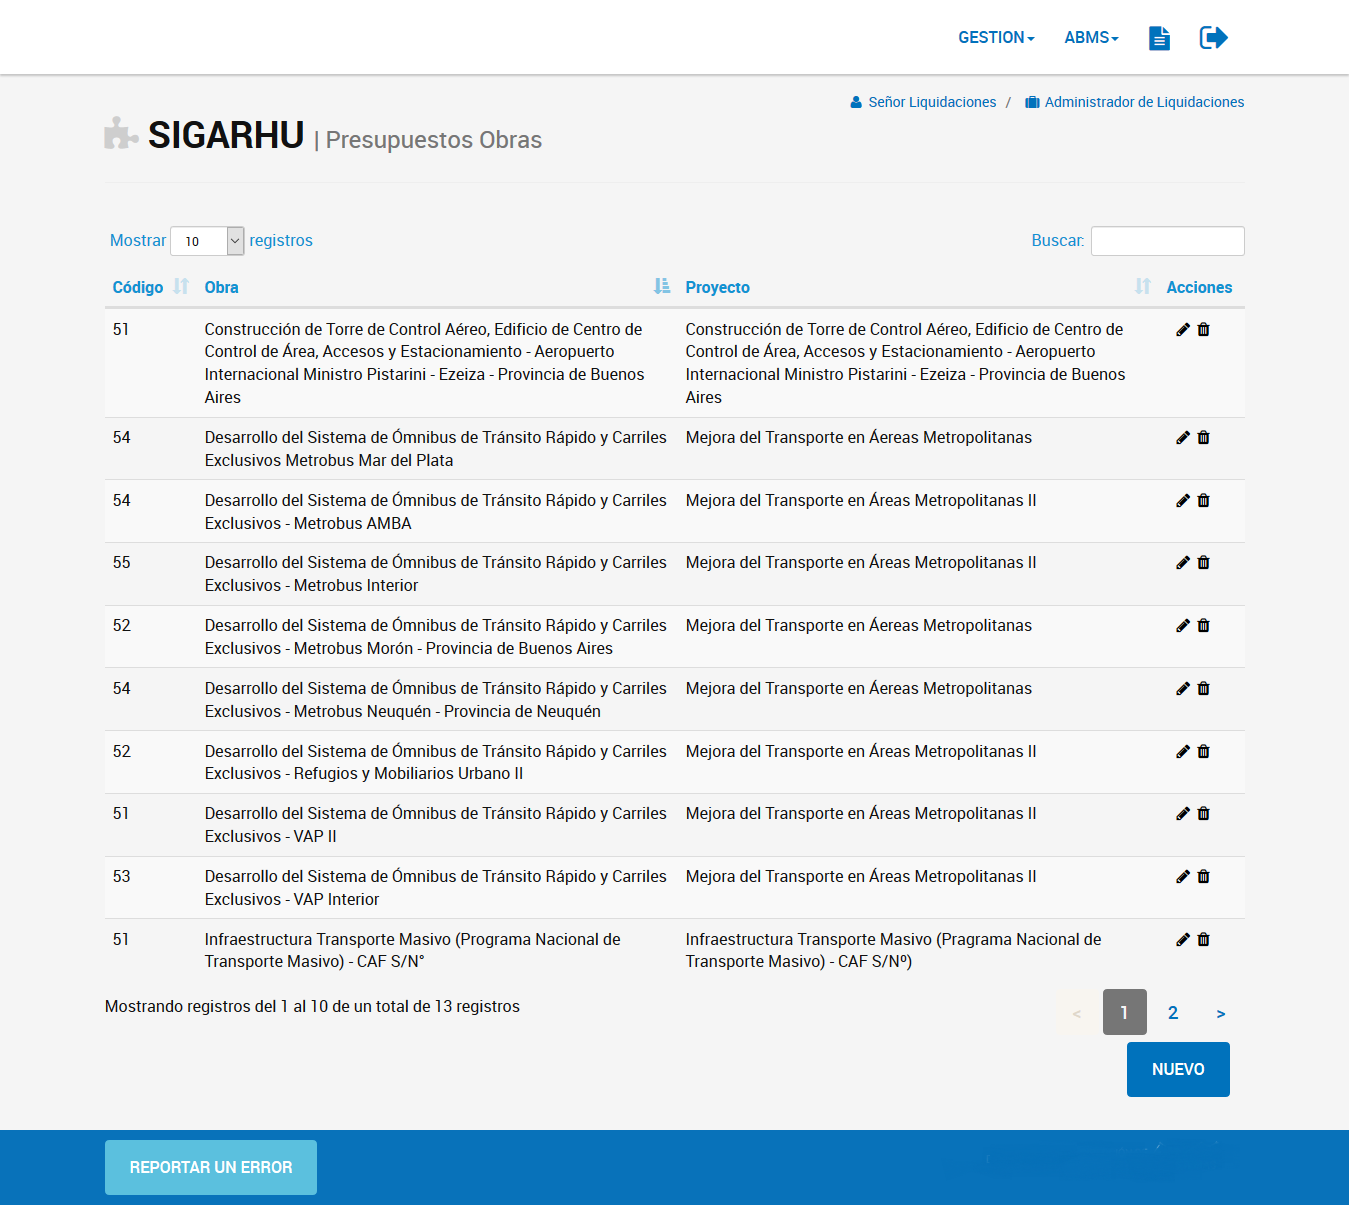 GESTION ABMS
Señor Liquidaciones / Administrador de Liquidaciones
SIGARHU | Presupuestos Obras
Mostrar 10 registros Buscar:
Código Obra Proyecto Acciones
51 Construcción de Torre de Control Aéreo, Edificio de Centro de Construcción de Torre de Control Aéreo, Edificio de Centro de
Control de Área, Accesos y Estacionamiento - Aeropuerto Control de Área, Accesos y Estacionamiento - Aeropuerto
Internacional Ministro Pistarini - Ezeiza - Provincia de Buenos Internacional Ministro Pistarini - Ezeiza - Provincia de Buenos
Aires Aires
54 Desarrollo del Sistema de Ómnibus de Tránsito Rápido y Carriles Mejora del Transporte en Áereas Metropolitanas
Exclusivos Metrobus Mar del Plata
54 Desarrollo del Sistema de Ómnibus de Tránsito Rápido y Carriles Mejora del Transporte en Áreas Metropolitanas II
Exclusivos - Metrobus AMBA
55 Desarrollo del Sistema de Ómnibus de Tránsito Rápido y Carriles Mejora del Transporte en Áreas Metropolitanas II
Exclusivos - Metrobus Interior
52 Desarrollo del Sistema de Ómnibus de Tránsito Rápido y Carriles Mejora del Transporte en Áereas Metropolitanas
Exclusivos - Metrobus Morón - Provincia de Buenos Aires
54 Desarrollo del Sistema de Ómnibus de Tránsito Rápido y Carriles Mejora del Transporte en Áereas Metropolitanas
Exclusivos - Metrobus Neuquén - Provincia de Neuquén
52 Desarrollo del Sistema de Ómnibus de Tránsito Rápido y Carriles Mejora del Transporte en Áreas Metropolitanas II
Exclusivos - Refugios y Mobiliarios Urbano II
51 Desarrollo del Sistema de Ómnibus de Tránsito Rápido y Carriles Mejora del Transporte en Áreas Metropolitanas II
Exclusivos - VAP II
53 Desarrollo del Sistema de Ómnibus de Tránsito Rápido y Carriles Mejora del Transporte en Áreas Metropolitanas II
Exclusivos - VAP Interior
51 Infraestructura Transporte Masivo (Programa Nacional de Infraestructura Transporte Masivo (Pragrama Nacional de
Transporte Masivo) - CAF S/N° Transporte Masivo) - CAF S/Nº)
Mostrando registros del 1 al 10 de un total de 13 registros < 1 2 >
NUEVO
REPORTAR UN ERROR